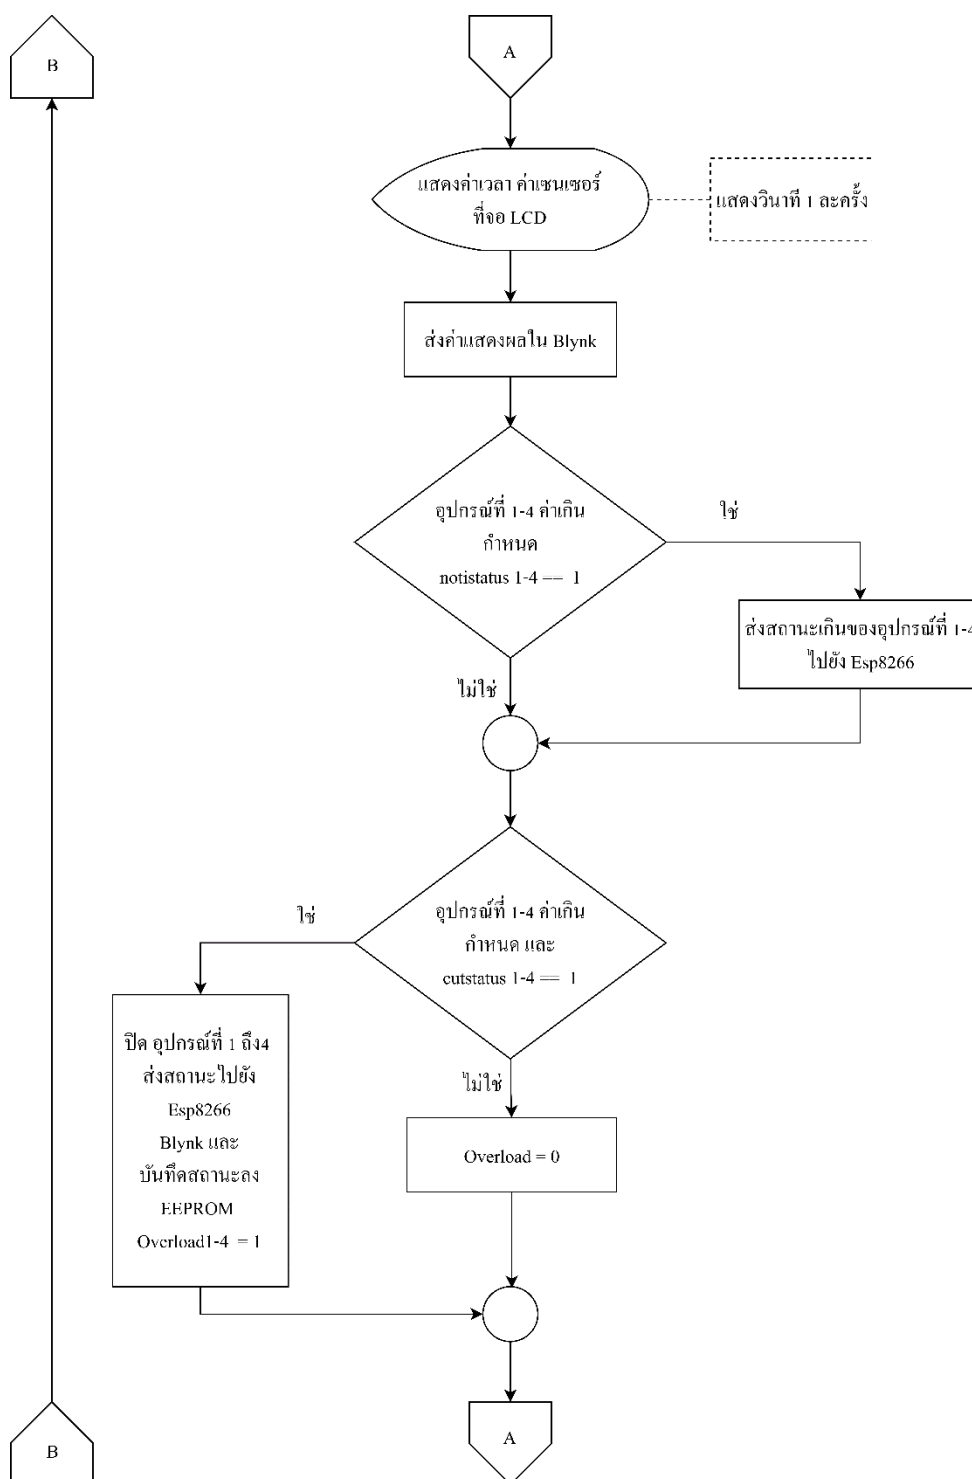 B
A
แสดงค่าเวลา ค่าเซนเซอร์
ที่จอ LCD
แสดงวินาที 1 ละครั้ง
ส่งค่าแสดงผลใน Blynk
อุปกรณ์ที่ 1-4 ค่าเกิน
กำหนด
notistatus 1-4 == 1
ใช่
ส่งสถานะเกินของอุปกรณ์ที่ 1-4
ไปยัง Esp8266
ไม่ใช่
อุปกรณ์ที่ 1-4 ค่าเกิน
กำหนด และ
cutstatus 1-4 == 1
ใช่
ปิด อุปกรณ์ที่ 1 ถึง4
ส่งสถานะไปยัง
Esp8266
Blynk และ
บันทึดสถานะลง
EEPROM
Overload1-4 = 1
ไม่ใช่
Overload = 0
B
A